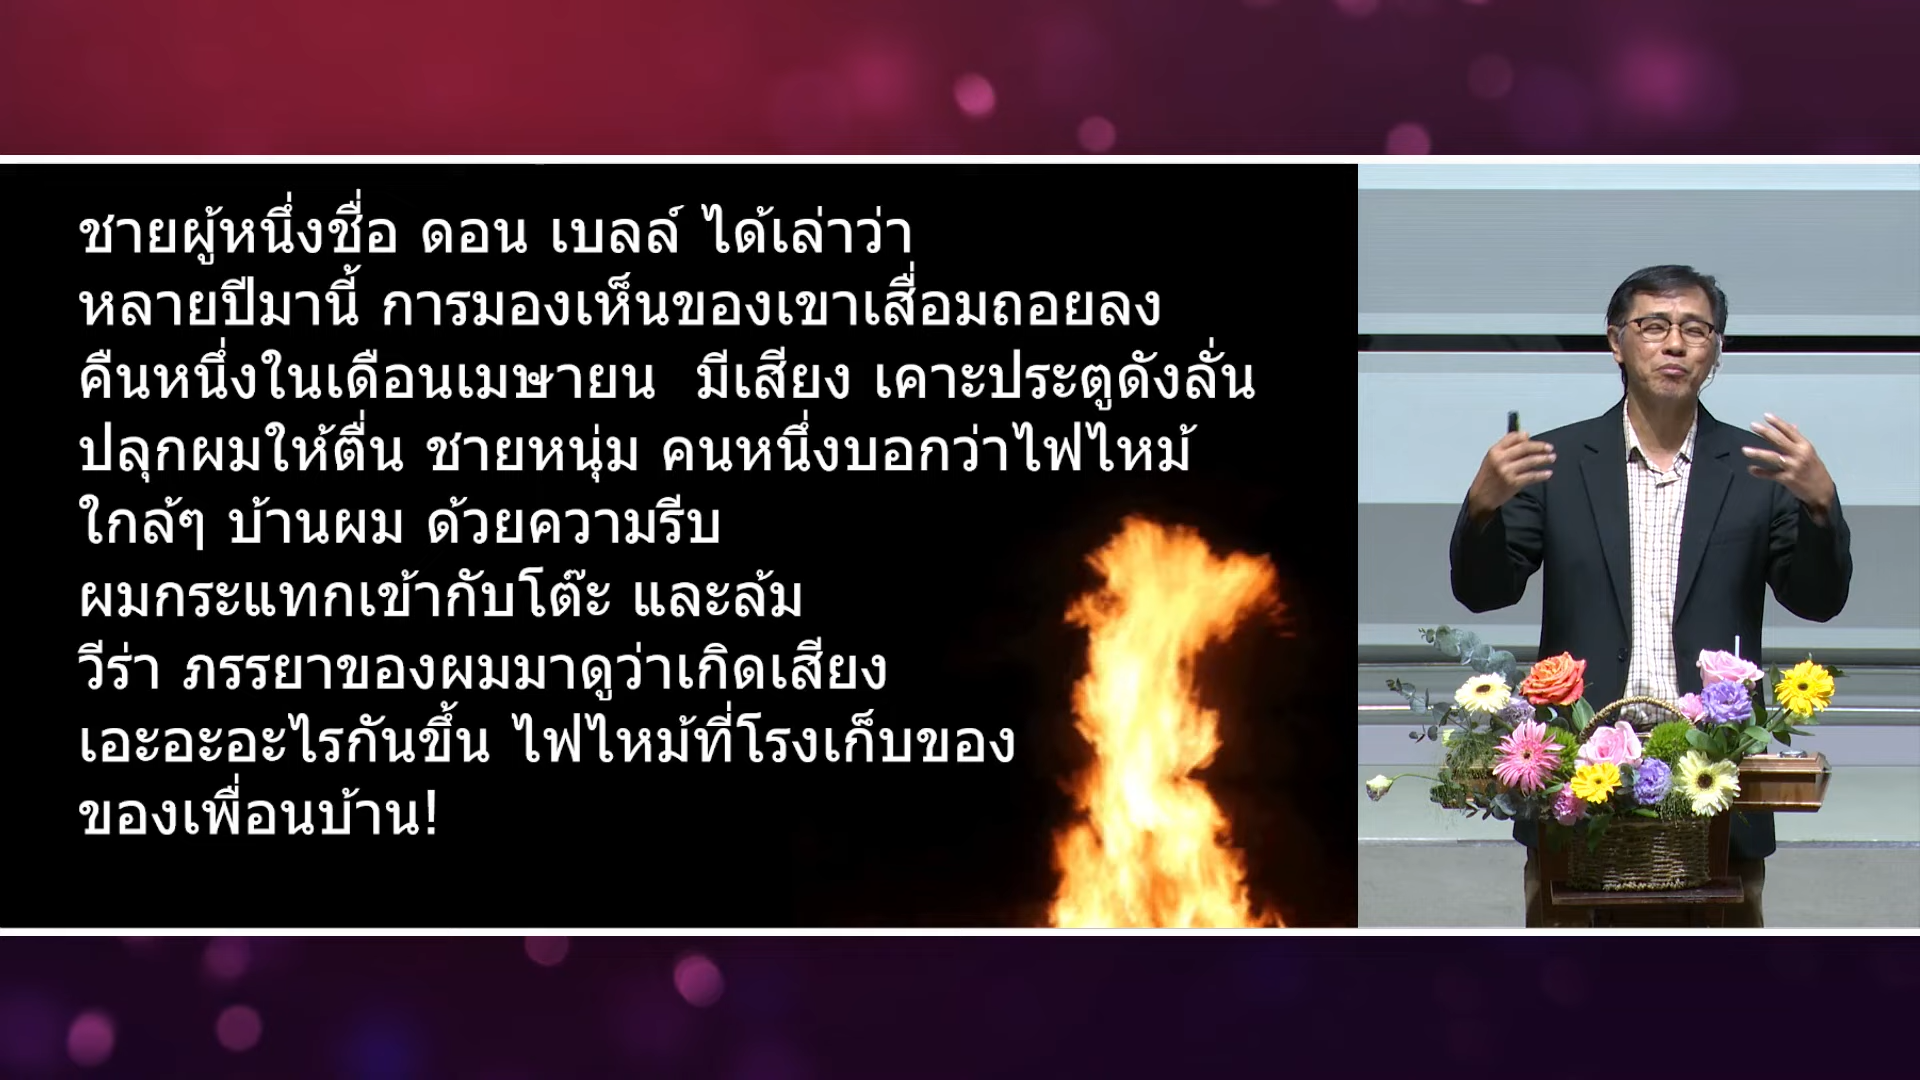 ชายผู้หนึ่งชื่อ ดอน เบลล์ ได้เล่าว่า
หลายปีมานี้ การมองเห็นของเขาเสื่อมถอยลง
คืนหนึ่งในเดือนเมษายน  มีเสียง เคาะประตูดังลั่น
ปลุกผมให้ตื่น ชายหนุ่ม คนหนึ่งบอกว่าไฟไหม้
ใกล้ๆ บ้านผม ด้วยความรีบ
ผมกระแทกเข้ากับโต๊ะ และล้ม
วีร่า ภรรยาของผมมาดูว่าเกิดเสียง
เอะอะอะไรกันขึ้น ไฟไหม้ที่โรงเก็บของ
ของเพื่อนบ้าน!